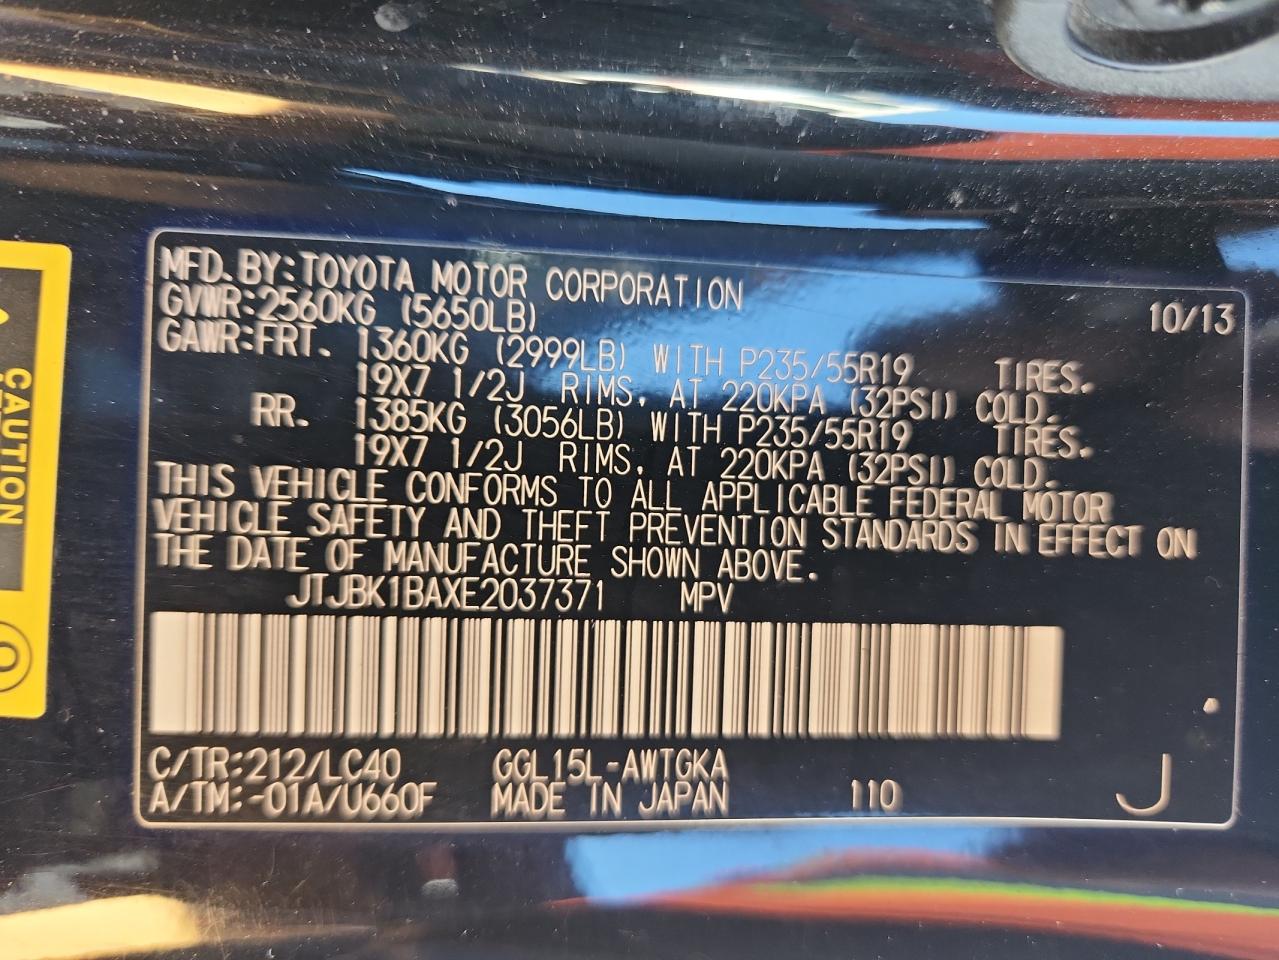 MFD. BY: TOYOTA MOTOR CORPORATION 10/13
GVWR: 2560KG (5650LB)
GAWR: FRT. 1360KG (2999LB) WITH P235/55R19 TIRES.
19X7 1/2J RIMS, AT 220KPA (32PSI) COLD.
RR. 1385KG (3056LB) WITH P235/55R19 TIRES.
19X7 1/2J RIMS, AT 220KPA (32PSI) COLD.
THIS VEHICLE CONFORMS TO ALL APPLICABLE FEDERAL MOTOR
VEHICLE SAFETY AND THEFT PREVENTION STANDARDS IN EFFECT ON
THE DATE OF MANUFACTURE SHOWN ABOVE.
JTJBK1BAXE2037371 MPV
C/TR:212/LC40 GGL15L-AWTGKA
A/TM:-01A/U660F MADE IN JAPAN 110 J
CAUTION